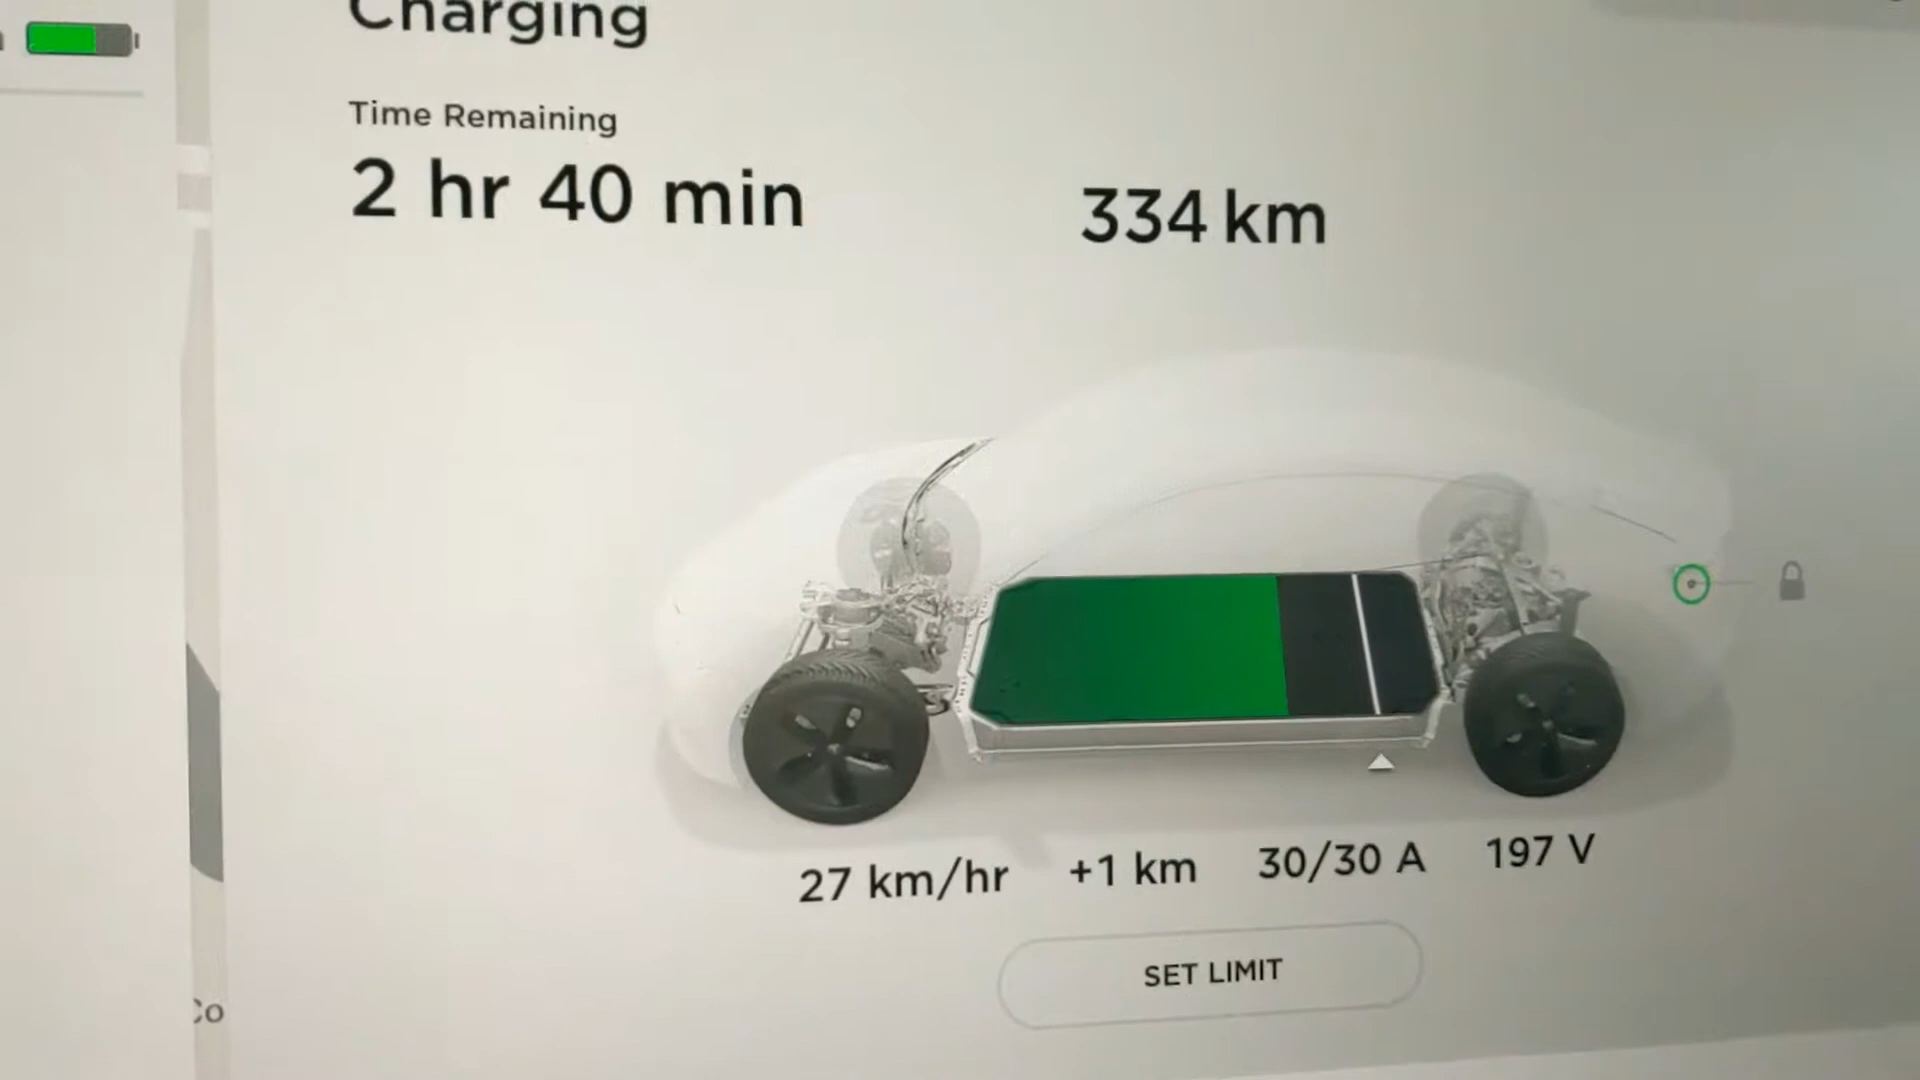 Charging
Time Remaining
2 hr 40 min
334 km
27 km/hr +1 km 30/30 A 197 V
SET LIMIT
Co